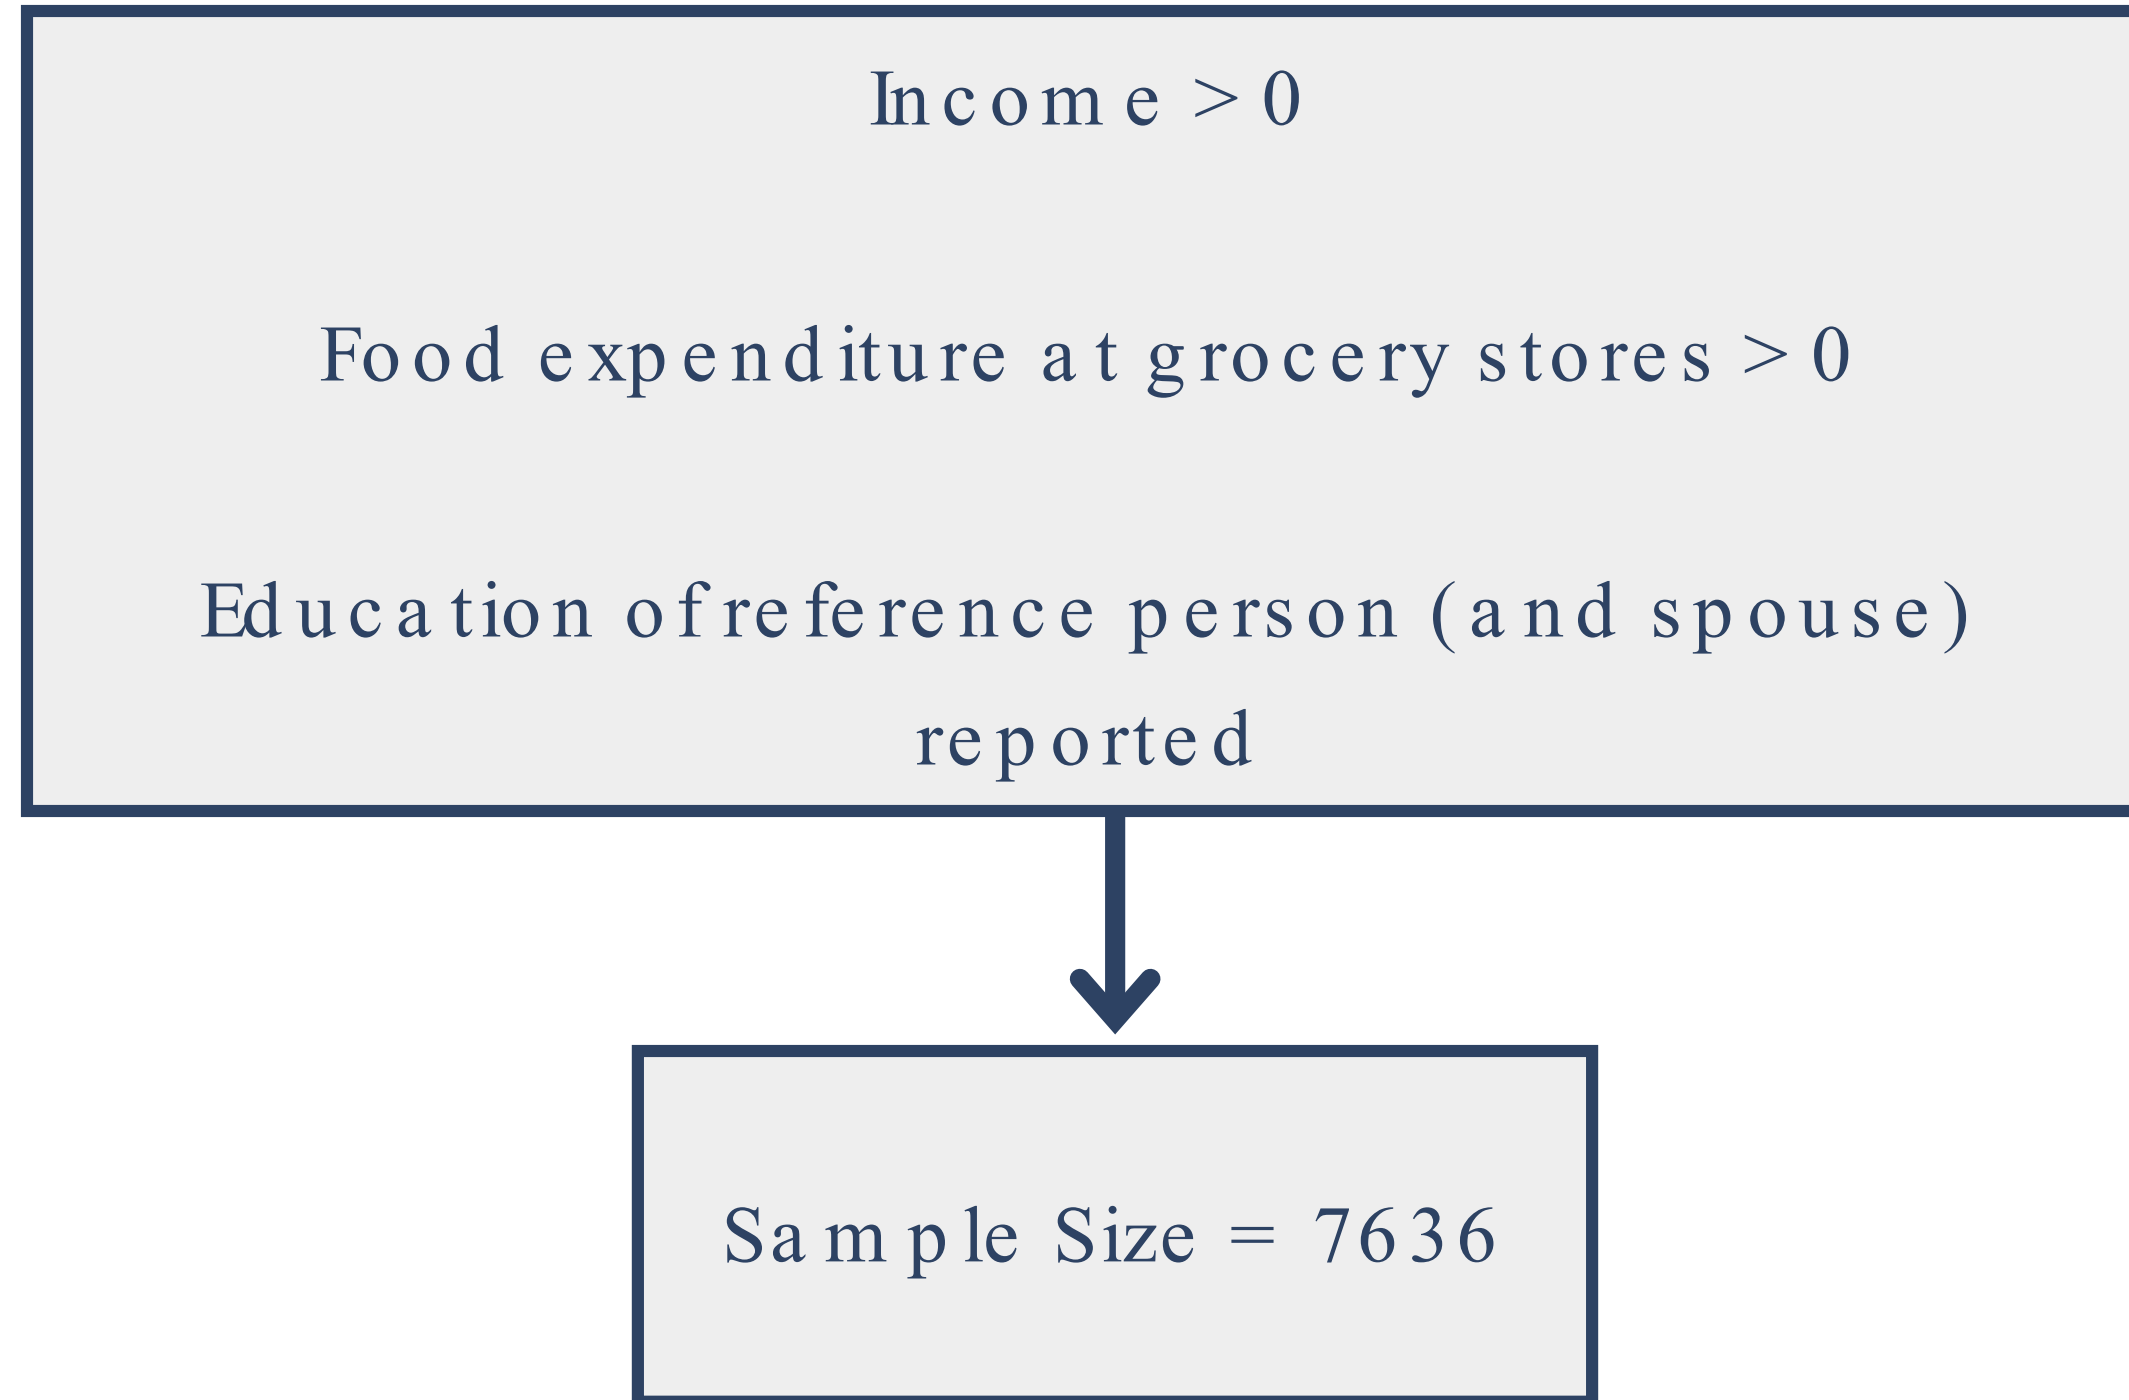 Income > 0
Food expenditure at grocery stores > 0
Education of reference person (and spouse)
reported
Sample Size = 7636